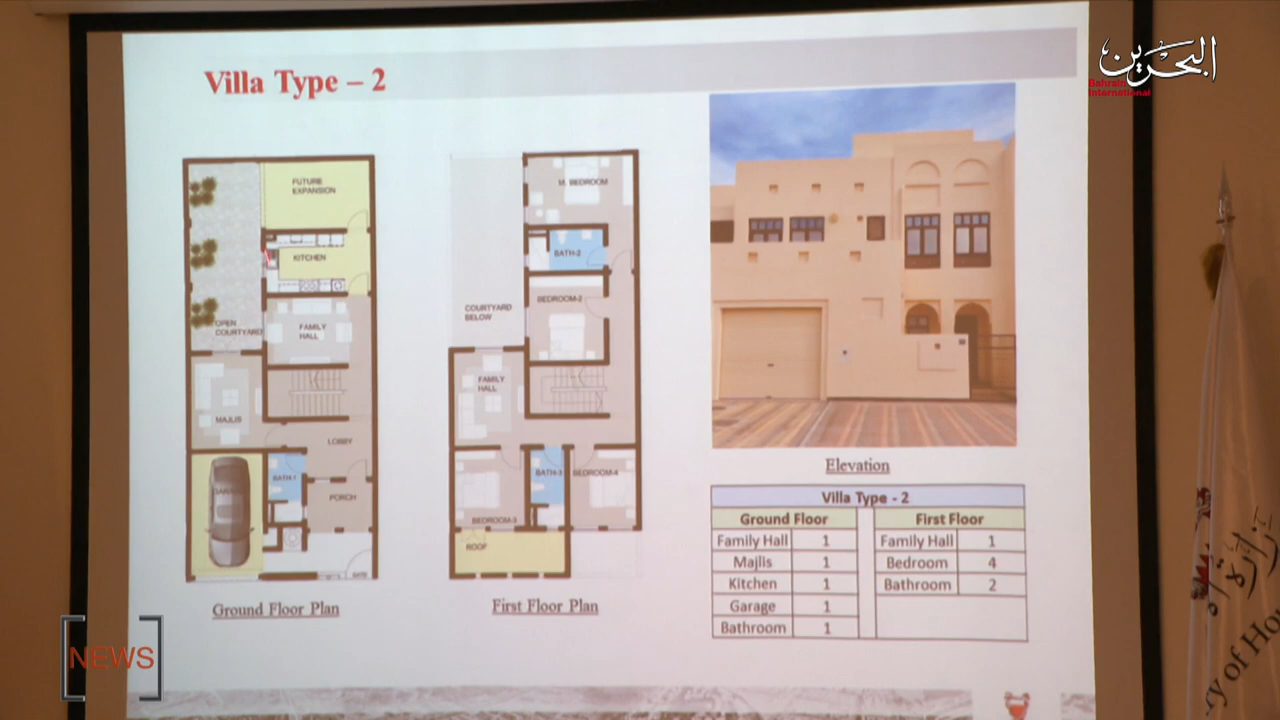 Villa Type – 2
البحرين
Bahrain
International
FUTURE
EXPANSION
KITCHEN
OPEN
COURTYARD
FAMILY
HALL
MAJLIS
LOBBY
BATH-1
PORCH
Ground Floor Plan
M. BEDROOM
BATH-2
BEDROOM-2
COURTYARD
BELOW
FAMILY
HALL
BATH-3
BEDROOM-4
BEDROOM-3
ROOF
First Floor Plan
Elevation
Villa Type - 2
Ground Floor First Floor
Family Hall 1 Family Hall 1
Majlis 1 Bedroom 4
Kitchen 1 Bathroom 2
Garage 1
Bathroom 1
NEWS